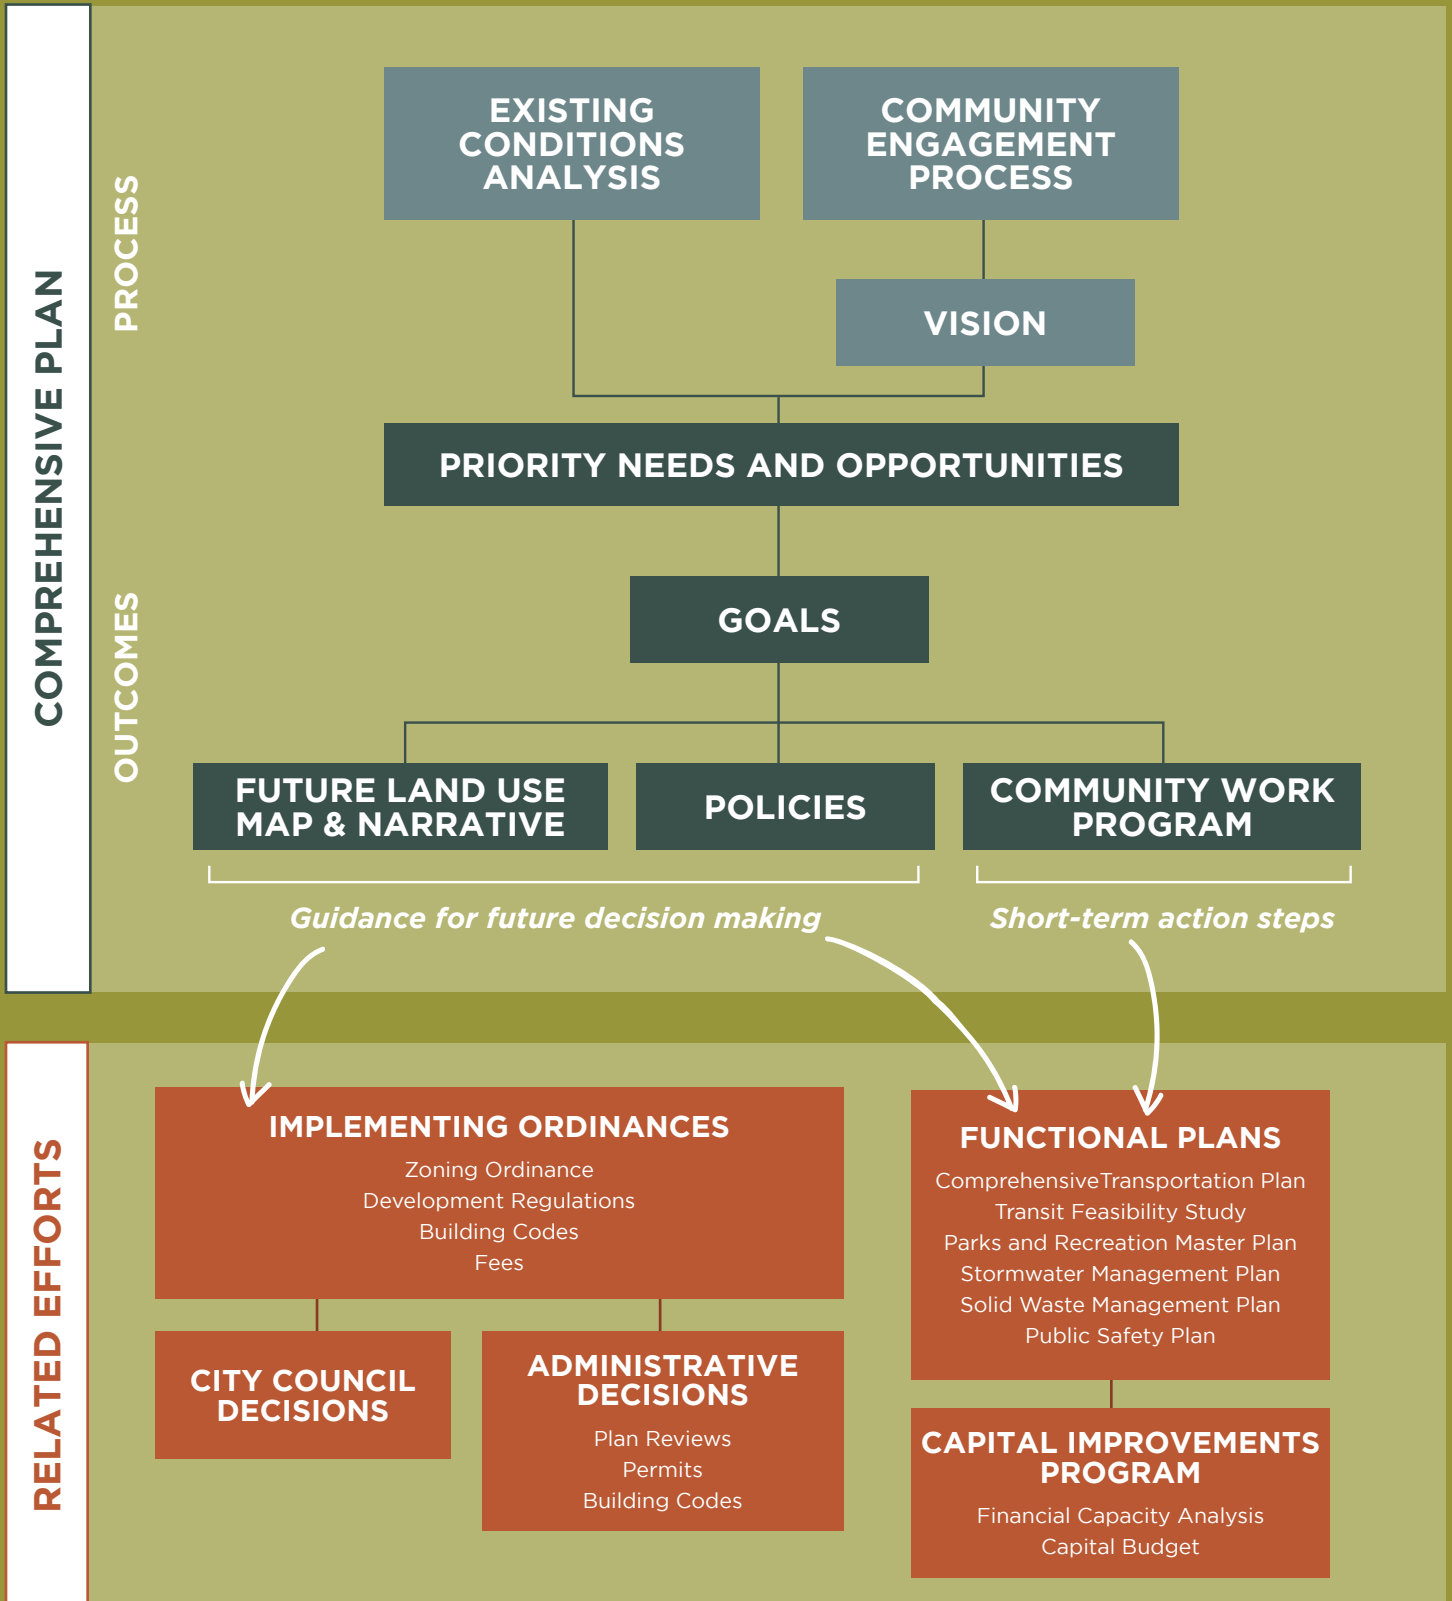 COMPREHENSIVE PLAN
PROCESS
EXISTING
CONDITIONS
ANALYSIS
COMMUNITY
ENGAGEMENT
PROCESS
VISION
PRIORITY NEEDS AND OPPORTUNITIES
OUTCOMES
GOALS
FUTURE LAND USE
MAP & NARRATIVE
POLICIES
COMMUNITY WORK
PROGRAM
Guidance for future decision making
Short-term action steps
RELATED EFFORTS
IMPLEMENTING ORDINANCES
Zoning Ordinance
Development Regulations
Building Codes
Fees
CITY COUNCIL
DECISIONS
ADMINISTRATIVE
DECISIONS
Plan Reviews
Permits
Building Codes
FUNCTIONAL PLANS
ComprehensiveTransportation Plan
Transit Feasibility Study
Parks and Recreation Master Plan
Stormwater Management Plan
Solid Waste Management Plan
Public Safety Plan
CAPITAL IMPROVEMENTS
PROGRAM
Financial Capacity Analysis
Capital Budget